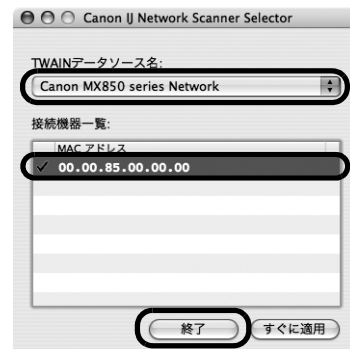 Canon IJ Network Scanner Selector
TWAINデータソース名:
Canon MX850 series Network
接続機器一覧:
MAC アドレス
✓ 00.00.85.00.00.00
終了 すぐに適用